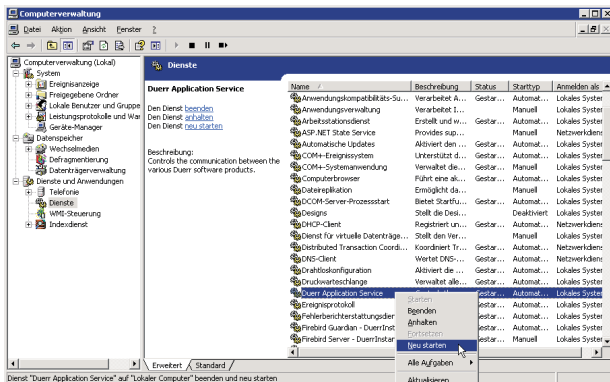 Computerverwaltung
Datei Aktion Ansicht Fenster ?
Computerverwaltung (Lokal)
System
Ereignisanzeige
Freigegebene Ordner
Lokale Benutzer und Gruppe
Leistungsprotokolle und War
Geräte-Manager
Datenspeicher
Wechselmedien
Defragmentierung
Datenträgerverwaltung
Dienste und Anwendungen
Telefonie
Dienste
WMI-Steuerung
Indexdienst
Dienste
Duerr Application Service
Den Dienst beenden
Den Dienst anhalten
Den Dienst neu starten
Beschreibung:
Controls the communication between the
various Duerr software products.
Name Beschreibung Status Starttyp Anmelden als
Anwendungskompatibilitäts-Su... Verarbeitet A... Gestar... Automat... Lokales System
Anwendungsverwaltung Verarbeitet I... Manuell Lokales System
Arbeitsstationsdienst Erstellt und w... Gestar... Automat... Lokales System
ASP.NET State Service Provides sup... Manuell Netzwerkdiens
Automatische Updates Aktiviert den ... Gestar... Automat... Lokales System
COM+-Ereignissystem Unterstützt d... Gestar... Automat... Lokales System
COM+-Systemanwendung Verwaltet die... Gestar... Manuell Lokales System
Computerbrowser Führt eine ak... Gestar... Automat... Lokales System
Dateireplikation Ermöglicht da... Manuell Lokales System
DCOM-Server-Prozessstart Bietet Startfu... Gestar... Automat... Lokales System
Designs Stellt die Desi... Deaktiviert Lokales System
DHCP-Client Registriert un... Gestar... Automat... Netzwerkdiens
Dienst für virtuelle Datenträge... Stellt den Ver... Manuell Lokales System
Distributed Transaction Coordi... Koordiniert Tr... Gestar... Automat... Netzwerkdiens
DNS-Client Wertet DNS-... Gestar... Automat... Netzwerkdiens
Drahtloskonfiguration Aktiviert die ... Gestar... Automat... Lokales System
Druckwarteschlange Verwaltet alle... Gestar... Automat... Lokales System
Duerr Application Service Gestar... Automat... Lokales System
Ereignisprotokoll Gestar... Automat... Lokales System
Fehlerberichterstattungsdien Gestar... Automat... Lokales System
Firebird Guardian - DuerrInst Gestar... Automat... Lokales System
Firebird Server - DuerrInstar Gestar... Manuell Lokales System
Starten
Beenden
Anhalten
Fortsetzen
Neu starten
Alle Aufgaben
Aktualisieren
Erweitert Standard
Dienst "Duerr Application Service" auf "Lokaler Computer" beenden und neu starten